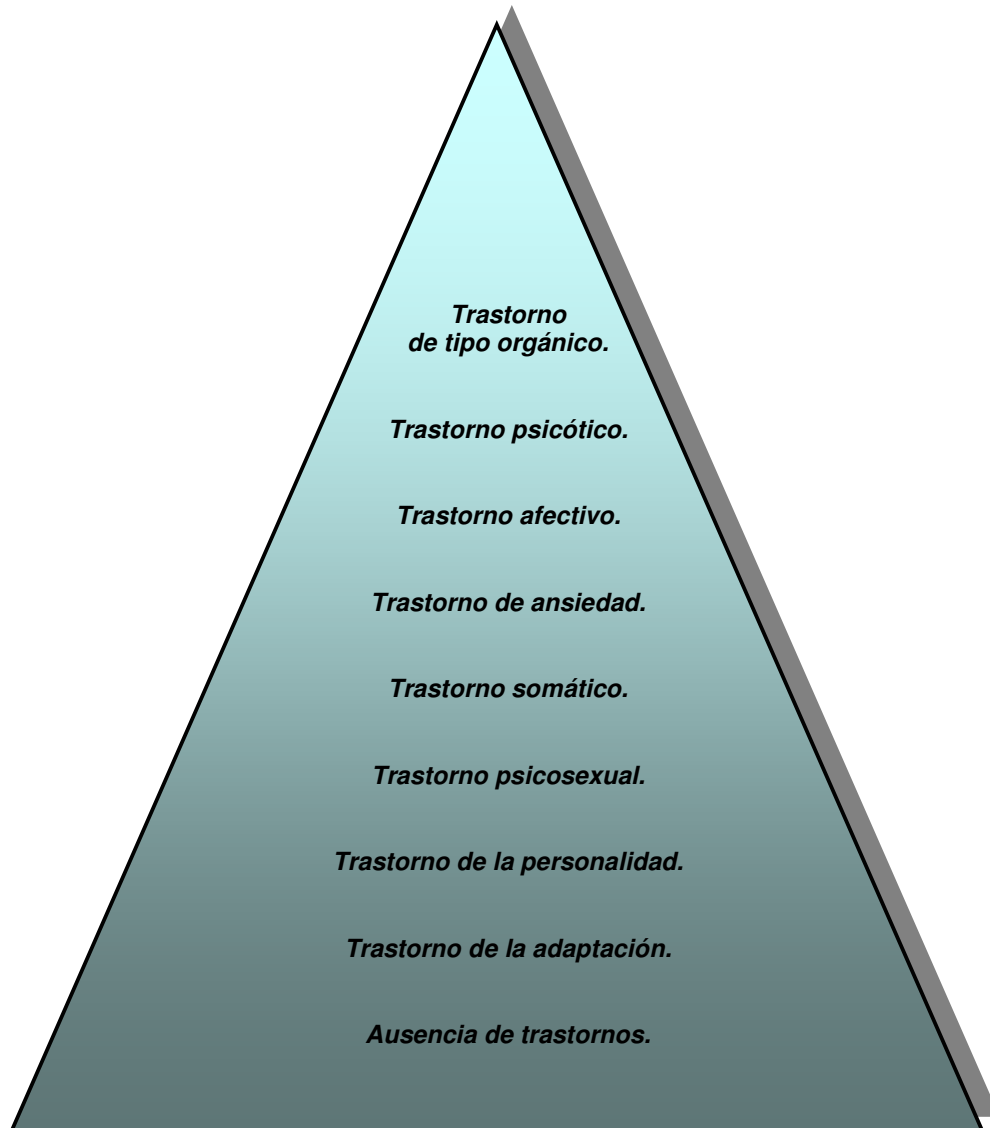 Trastorno
de tipo orgánico.
Trastorno psicótico.
Trastorno afectivo.
Trastorno de ansiedad.
Trastorno somático.
Trastorno psicosexual.
Trastorno de la personalidad.
Trastorno de la adaptación.
Ausencia de trastornos.